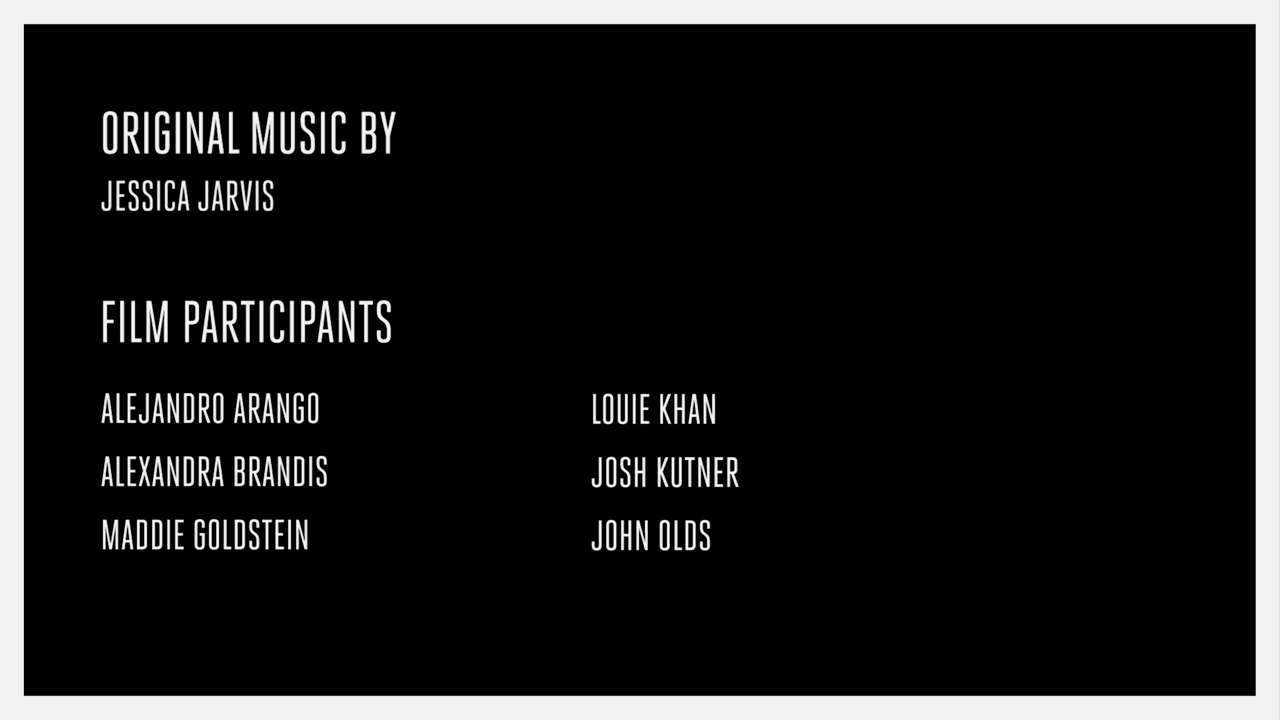 ORIGINAL MUSIC BY
JESSICA JARVIS
FILM PARTICIPANTS
ALEJANDRO ARANGO
ALEXANDRA BRANDIS
MADDIE GOLDSTEIN
LOUIE KHAN
JOSH KUTNER
JOHN OLDS